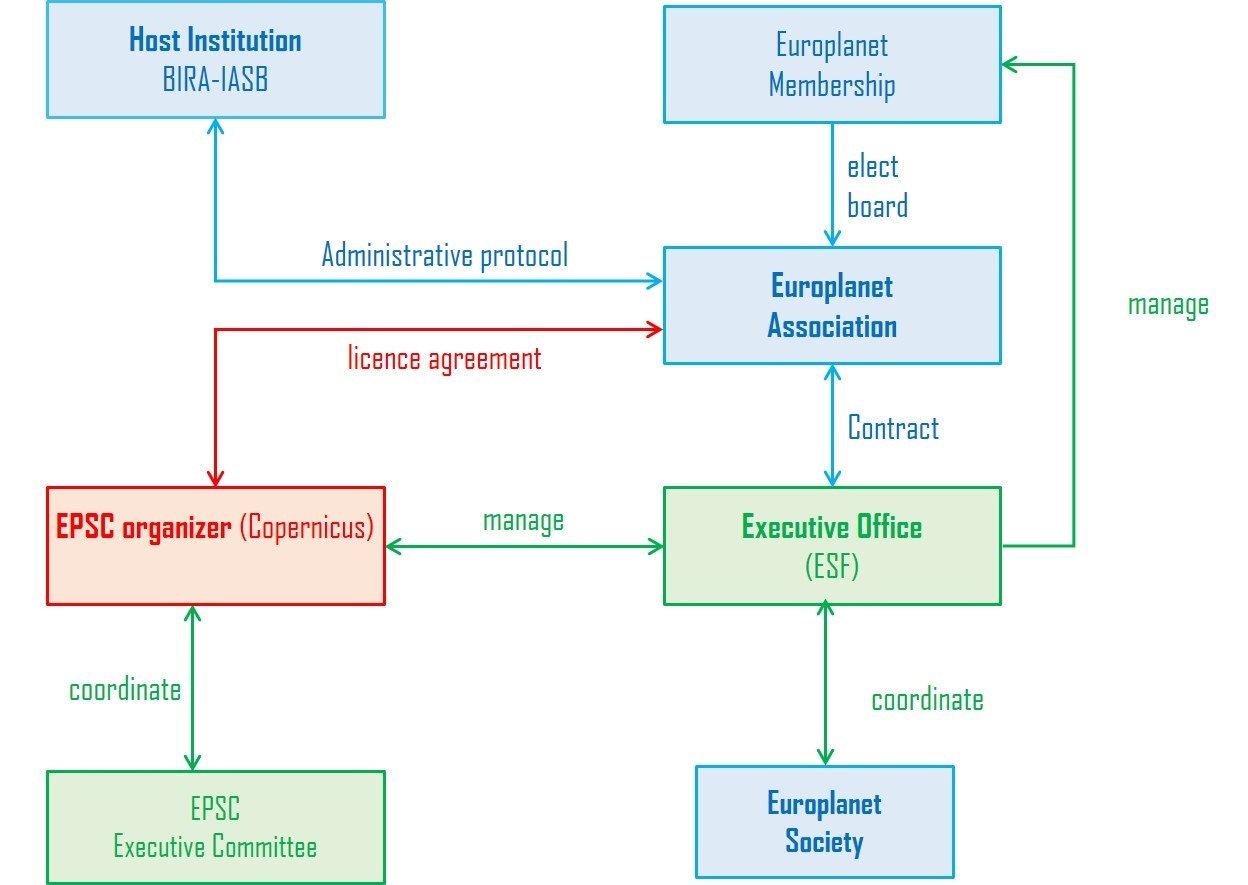 Host Institution
BIRA-IASB
Europlanet
Membership
elect
board
Administrative protocol
Europlanet
Association
manage
licence agreement
Contract
EPSC organizer (Copernicus)
manage
Executive Office
(ESF)
coordinate
coordinate
EPSC
Executive Committee
Europlanet
Society